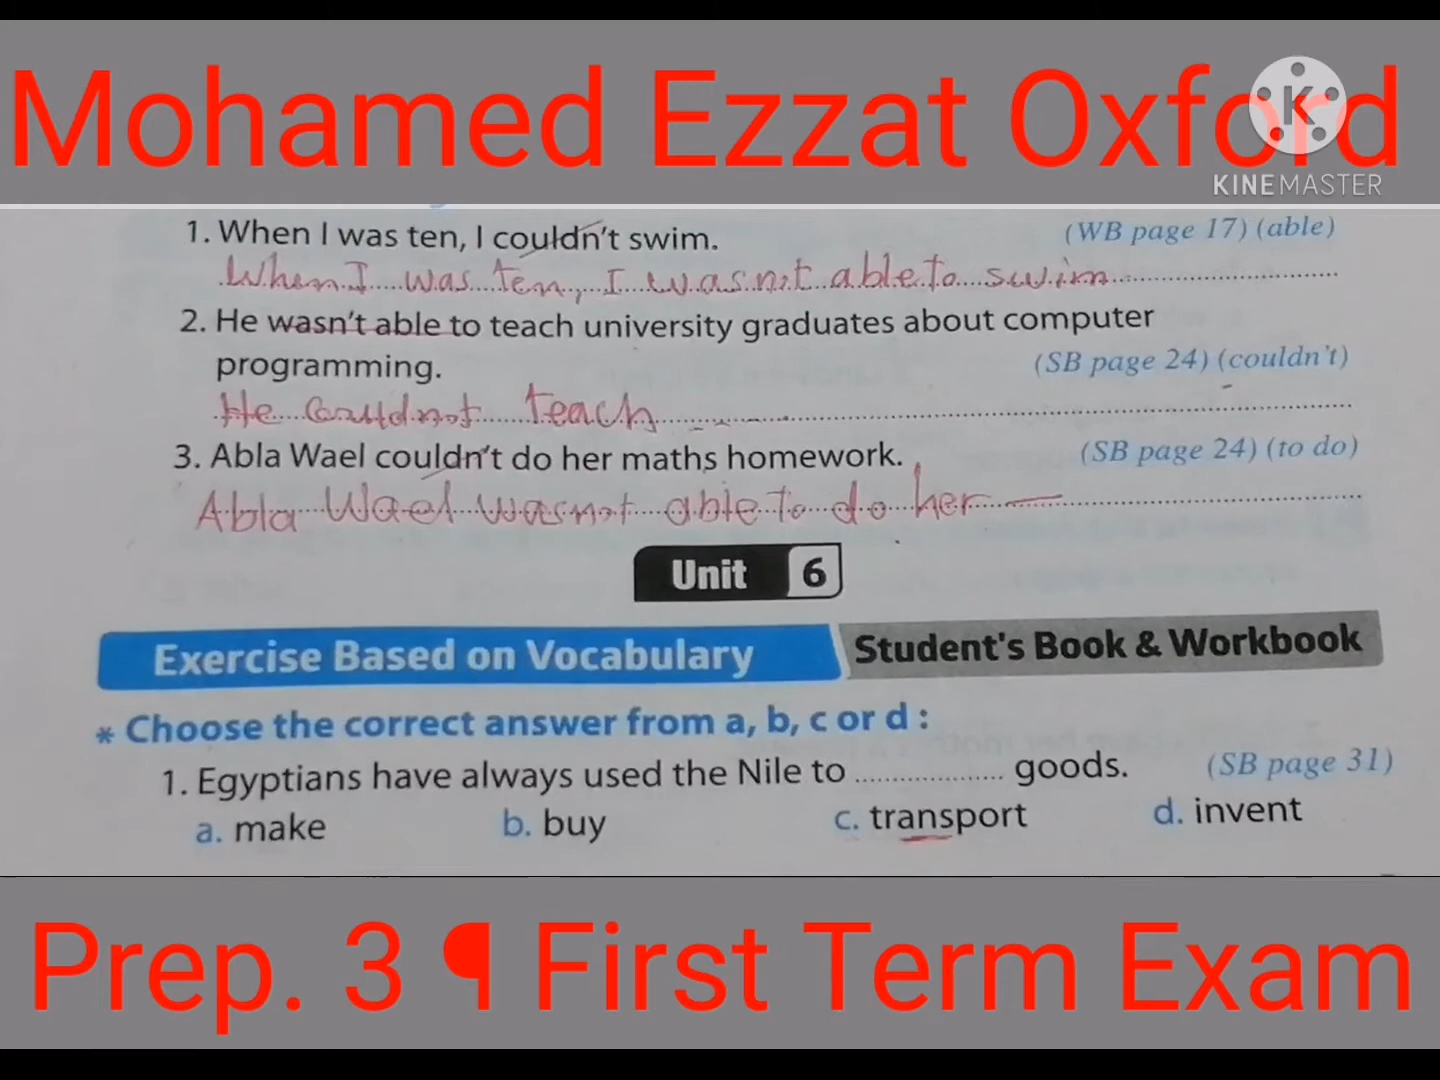 Mohamed Ezzat Oxford
K
KINEMASTER
1. When I was ten, I couldn't swim. (WB page 17) (able)
When I was ten, I was not able to swim
2. He wasn't able to teach university graduates about computer
programming. (SB page 24) (couldn't)
He could not teach
3. Abla Wael couldn't do her maths homework. (SB page 24) (to do)
Abla Wael was not able to do her
Unit 6
Exercise Based on Vocabulary Student's Book & Workbook
* Choose the correct answer from a, b, c or d :
1. Egyptians have always used the Nile to .................... goods. (SB page 31)
a. make b. buy c. transport d. invent
Prep. 3 ¶ First Term Exam